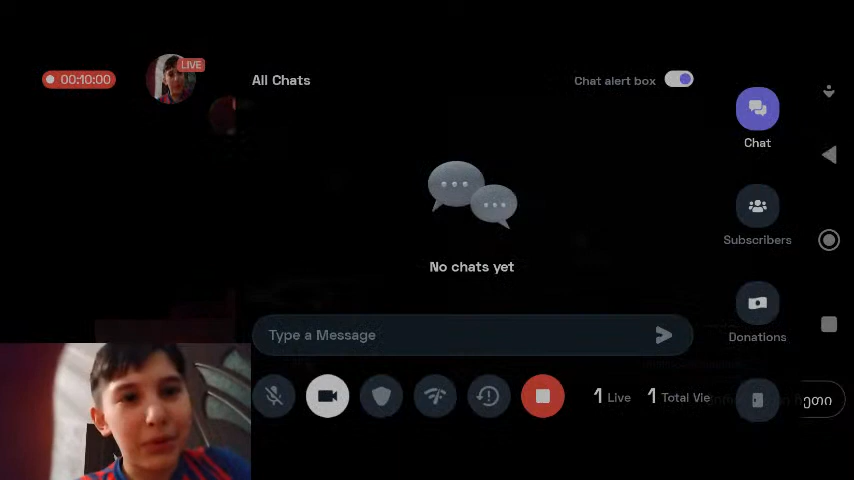 00:10:00
LIVE
All Chats
Chat alert box
Chat
No chats yet
Subscribers
Type a Message
Donations
1 Live
1 Total Vie